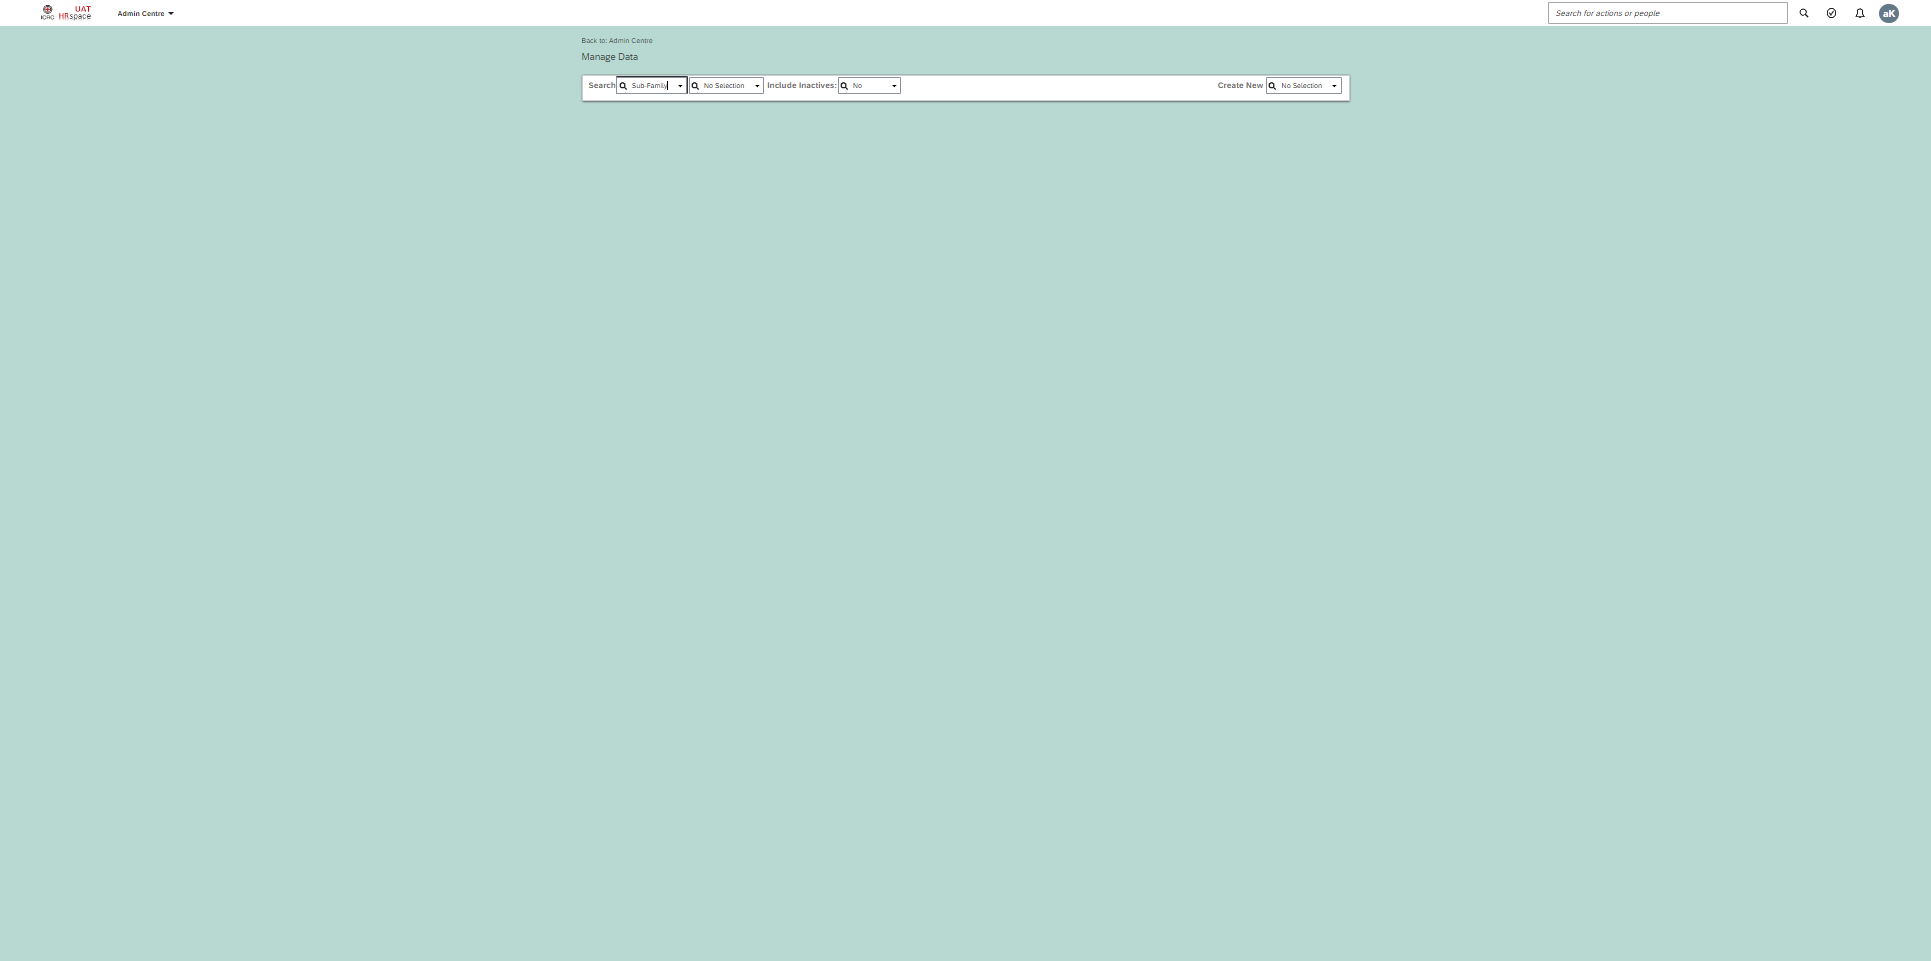 ICRC UAT HRspace Admin Centre Search for actions or people aK
Back to: Admin Centre
Manage Data
Search Sub-Family No Selection Include Inactives: No Create New No Selection